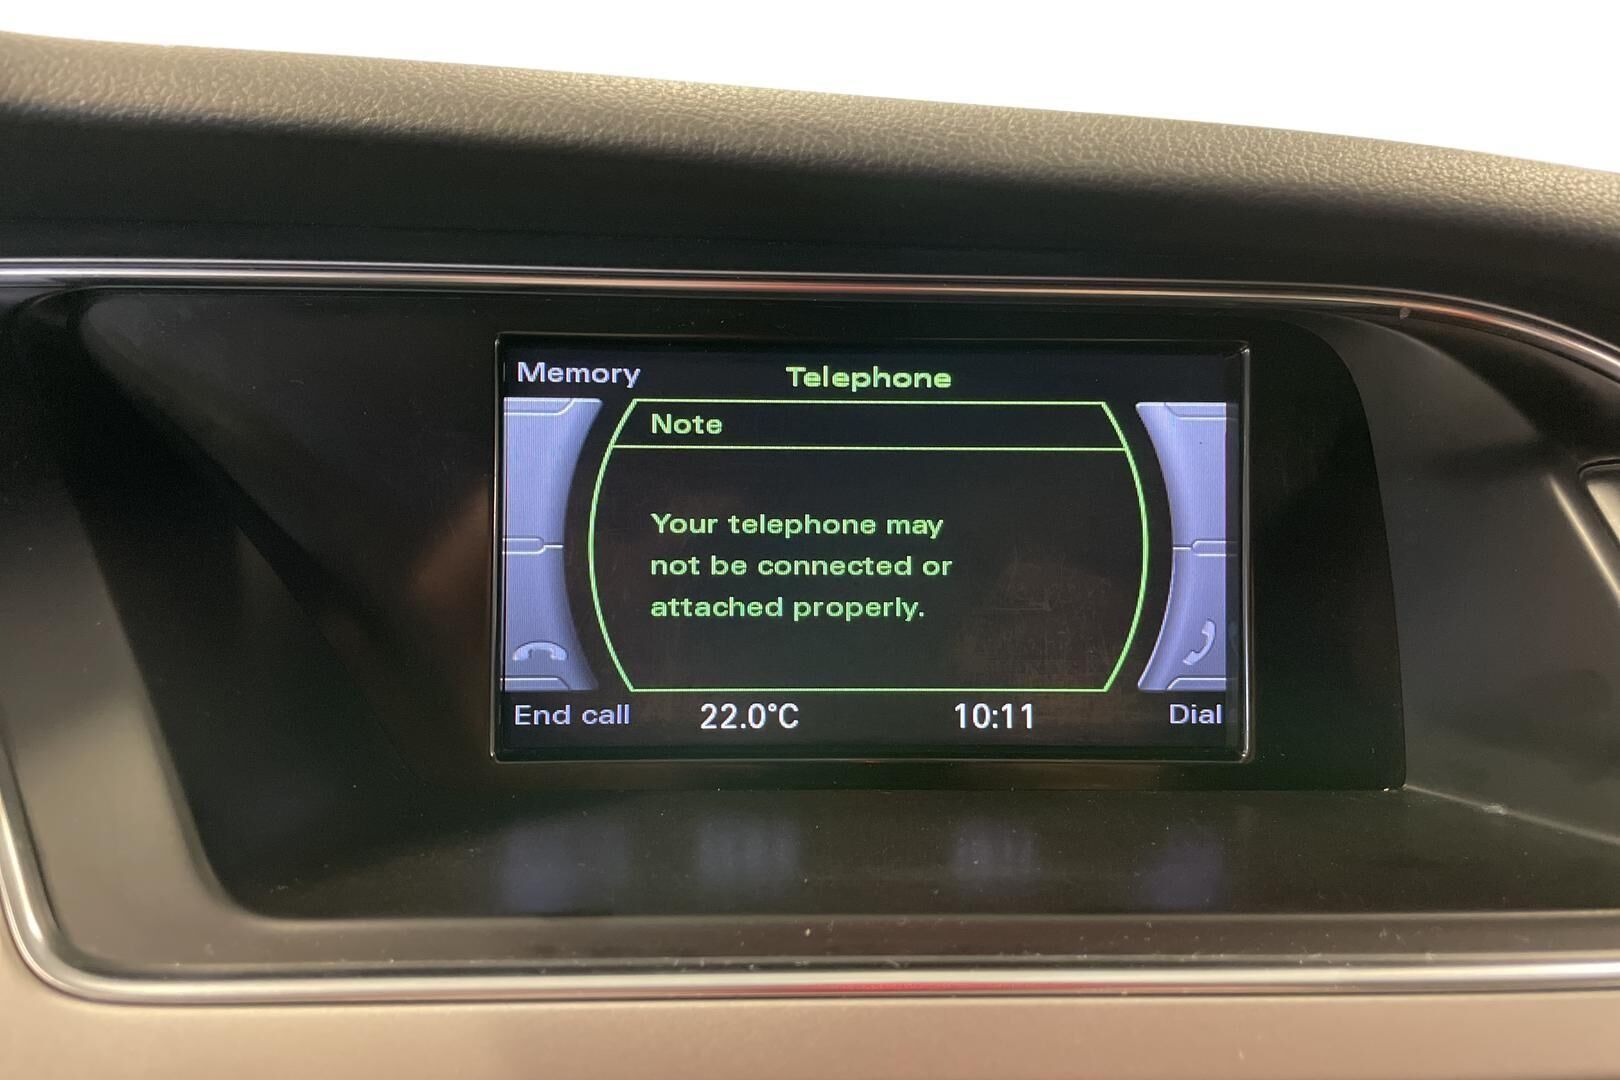 Memory
Telephone
Note
Your telephone may
not be connected or
attached properly.
End call
22.0°C
10:11
Dial